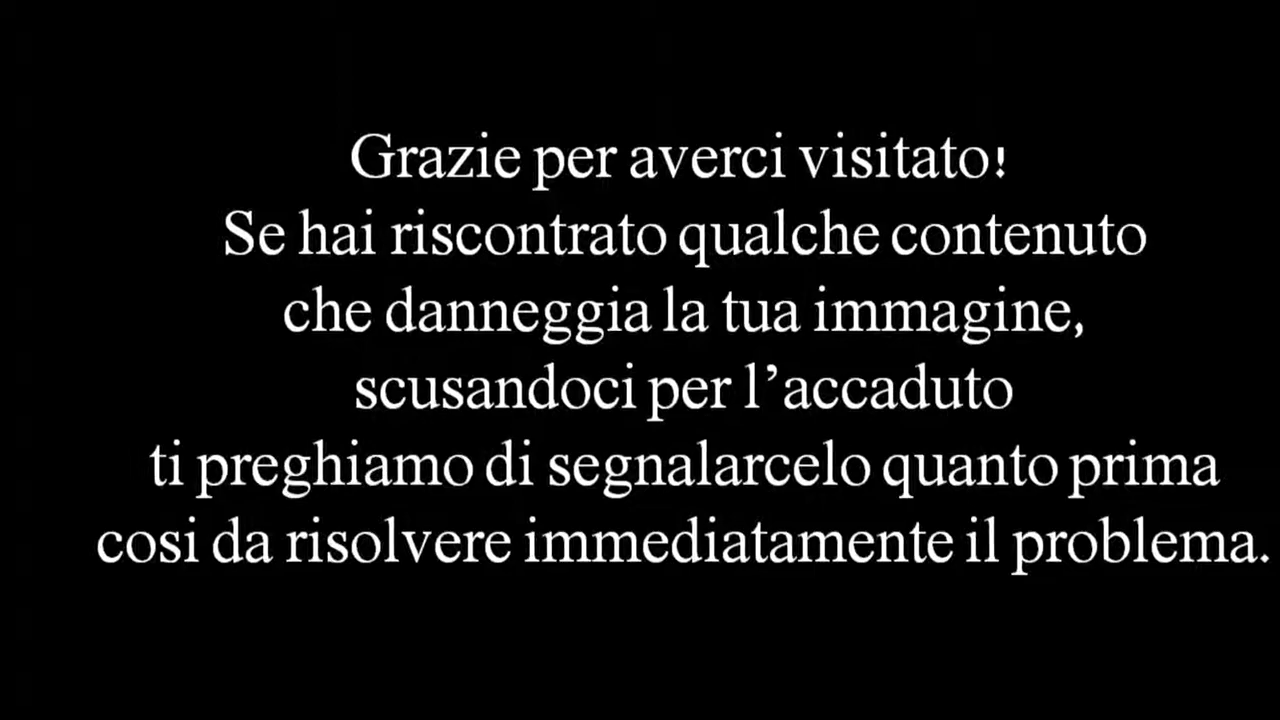 Grazie per averci visitato!
Se hai riscontrato qualche contenuto
che danneggia la tua immagine,
scusandoci per l’accaduto
ti preghiamo di segnalarcelo quanto prima
cosi da risolvere immediatamente il problema.